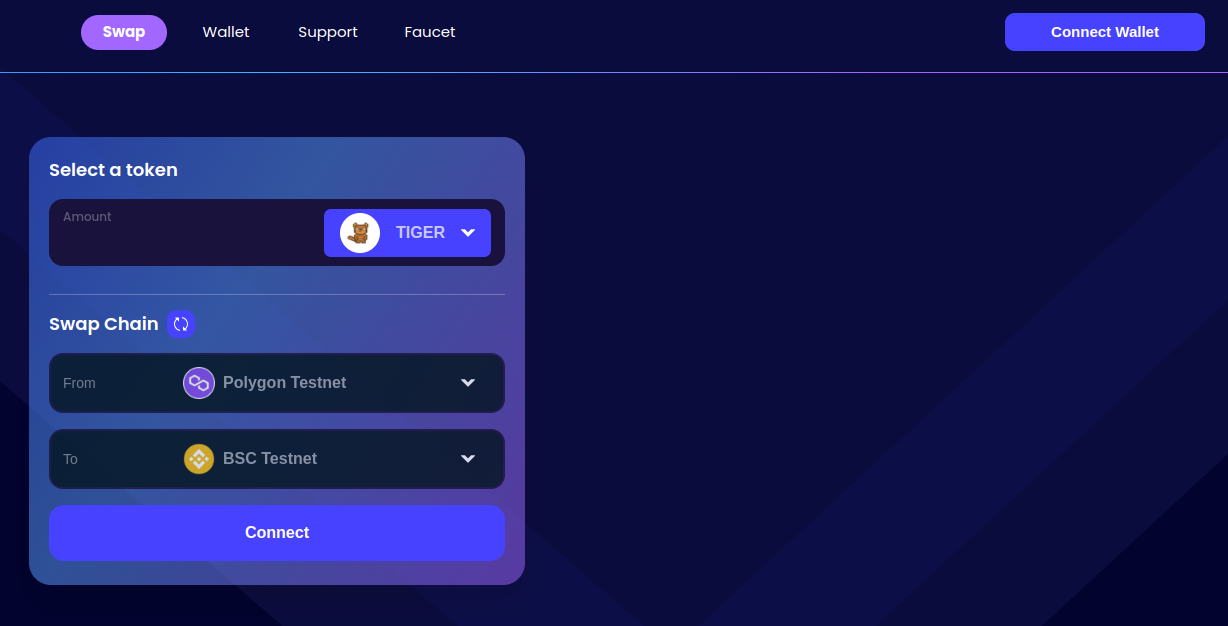 Swap
Wallet
Support
Faucet
Connect Wallet
Select a token
Amount
TIGER
Swap Chain
From
Polygon Testnet
To
BSC Testnet
Connect